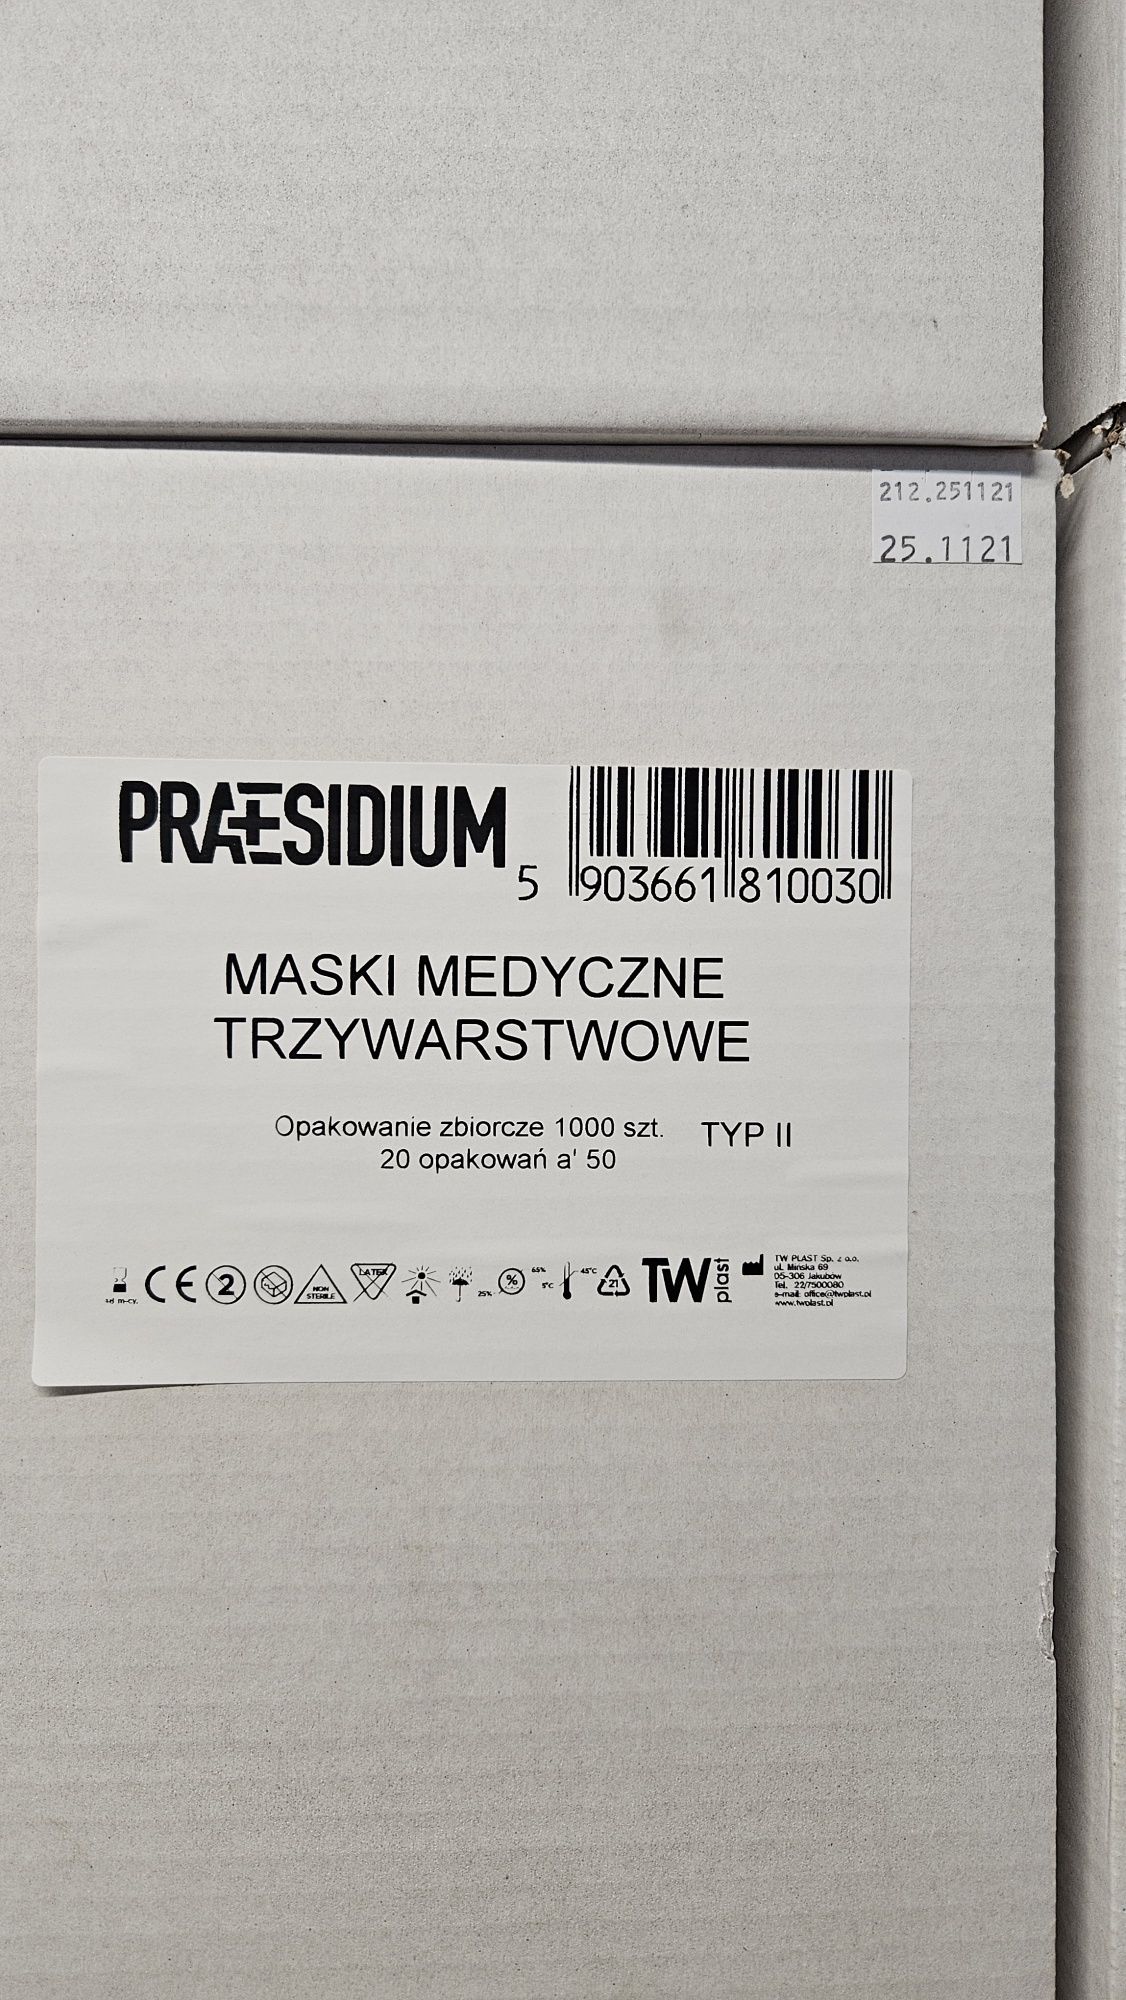 212.251121
25.1121
PRAESIDIUM
5 903661 810030
MASKI MEDYCZNE
TRZYWARSTWOWE
Opakowanie zbiorcze 1000 szt. TYP II
20 opakowań a' 50
m-cy.
CE
2
NON
STERILE
LATEX
25%
%
65%
5°C
45°C
21
TW
plast
TW PLAST Sp. z o.o.
ul. Mińska 69
05-306 Jakubów
Tel. 22/7500080
e-mail: office@twplast.pl
www.twplast.pl